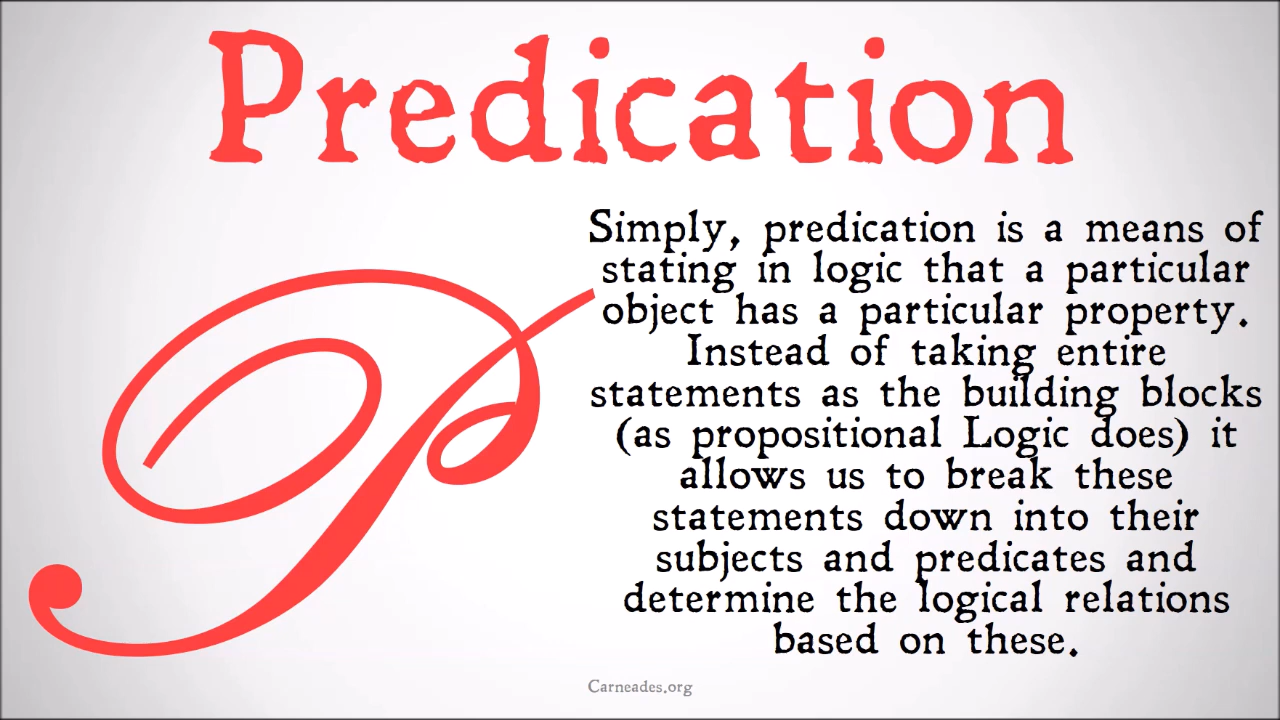 Predication
P
Simply, predication is a means of
stating in logic that a particular
object has a particular property.
Instead of taking entire
statements as the building blocks
(as propositional Logic does) it
allows us to break these
statements down into their
subjects and predicates and
determine the logical relations
based on these.
Carneades.org